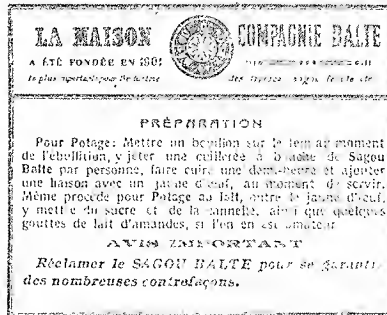 LA MAISON
COMPAGNIE BALTE
A ÉTÉ FONDÉE EN
le plus
des
PRÉPARATION
Pour Potage: Mettre un bouillon sur le feu au moment
de l'ébullition, y jeter une cuillerée à bouche de Sagou
Balte par personne, faire cuire une demi-heure et ajouter
une liaison avec un jaune d'œuf, au moment de servir.
Même procédé pour Potage au lait, outre le jaune d'œuf,
y mettre du sucre et de la cannelle, ainsi que quelques
gouttes de lait d'amandes, si l'on en est amateur
AVIS IMPORTANT
Réclamer le SAGOU BALTE pour se garantir
des nombreuses contrefaçons.